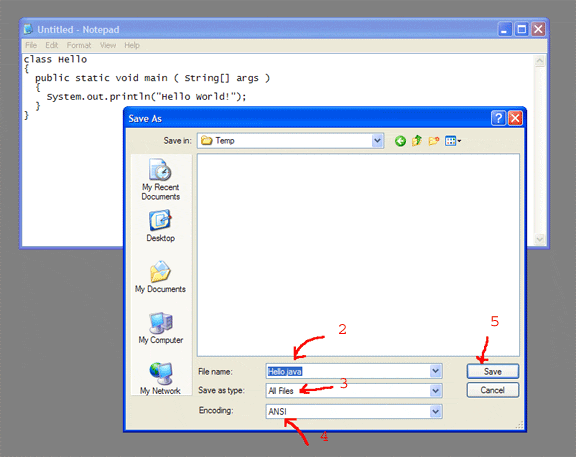 Untitled - Notepad
File Edit Format View Help
class Hello
{
  public static void main ( String[] args )
  {
    System.out.println("Hello World!");
  }
}
Save As
Save in: Temp
My Recent
Documents
Desktop
My Documents
My Computer
My Network
2
5
File name: Hello.java Save
3
Save as type: All Files Cancel
Encoding: ANSI
4